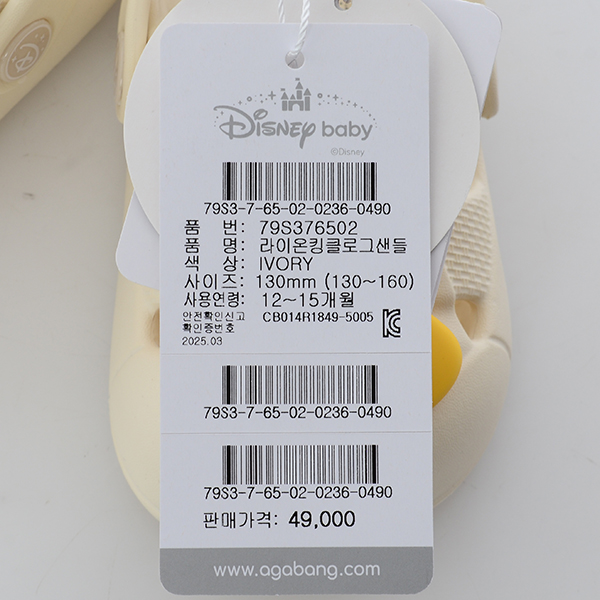 Disney baby
©Disney
79S3-7-65-02-0236-0490
품 번: 79S376502
품 명: 라이온킹클로그샌들
색 상: IVORY
사이즈: 130mm (130~160)
사용연령: 12~15개월
안전확인신고 확인증번호 CB014R1849-5005
2025.03
79S3-7-65-02-0236-0490
79S3-7-65-02-0236-0490
판매가격: 49,000
www.agabang.com